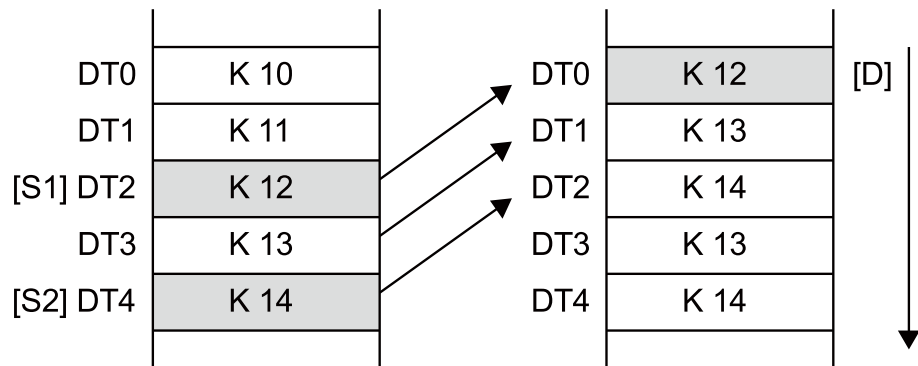 DT0 K 10 DT0 K 12 [D]
DT1 K 11 DT1 K 13
[S1] DT2 K 12 DT2 K 14
DT3 K 13 DT3 K 13
[S2] DT4 K 14 DT4 K 14